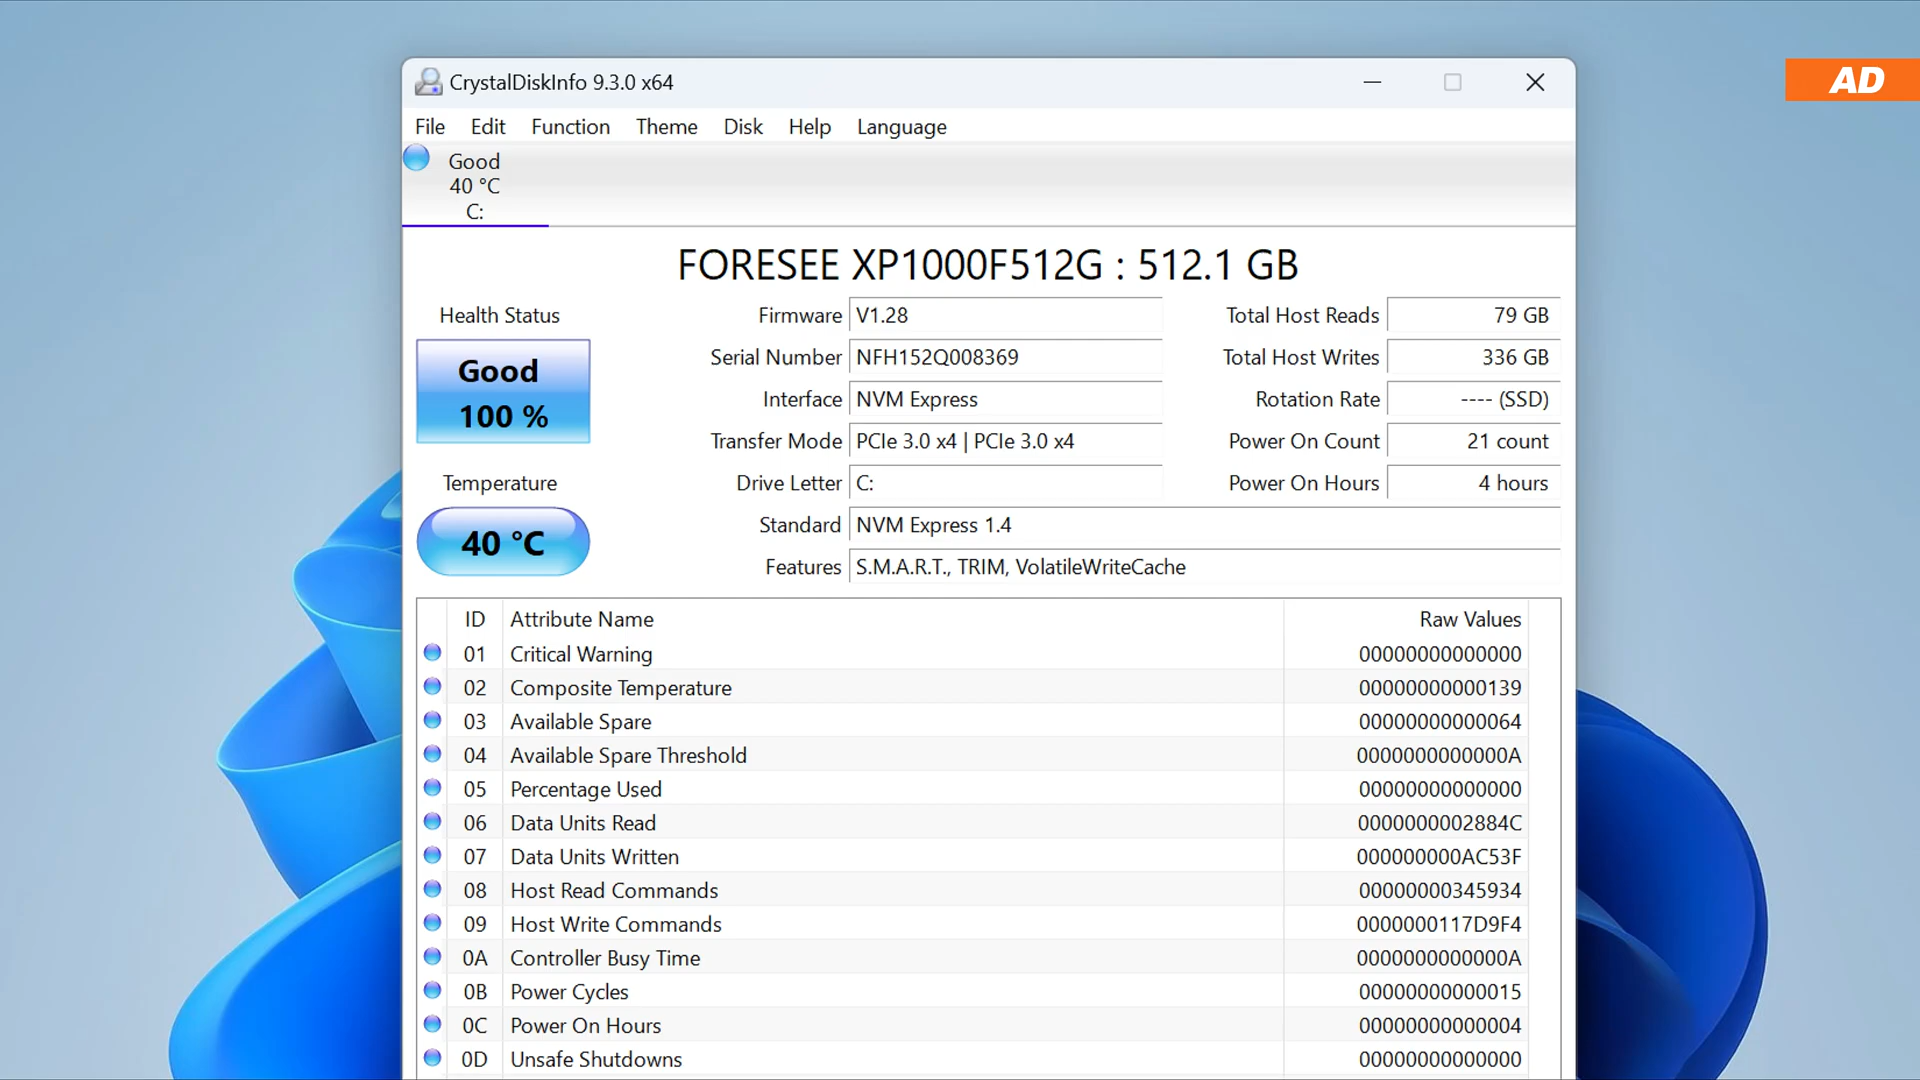 AD
CrystalDiskInfo 9.3.0 x64
File Edit Function Theme Disk Help Language
Good
40 °C
C:
FORESEE XP1000F512G : 512.1 GB
Health Status
Good
100 %
Temperature
40 °C
Firmware V1.28
Serial Number NFH152Q008369
Interface NVM Express
Transfer Mode PCIe 3.0 x4 | PCIe 3.0 x4
Drive Letter C:
Standard NVM Express 1.4
Features S.M.A.R.T., TRIM, VolatileWriteCache
Total Host Reads 79 GB
Total Host Writes 336 GB
Rotation Rate ---- (SSD)
Power On Count 21 count
Power On Hours 4 hours
ID Attribute Name Raw Values
01 Critical Warning 00000000000000
02 Composite Temperature 00000000000139
03 Available Spare 00000000000064
04 Available Spare Threshold 0000000000000A
05 Percentage Used 00000000000000
06 Data Units Read 0000000002884C
07 Data Units Written 000000000AC53F
08 Host Read Commands 00000000345934
09 Host Write Commands 0000000117D9F4
0A Controller Busy Time 0000000000000A
0B Power Cycles 00000000000015
0C Power On Hours 00000000000004
0D Unsafe Shutdowns 00000000000000